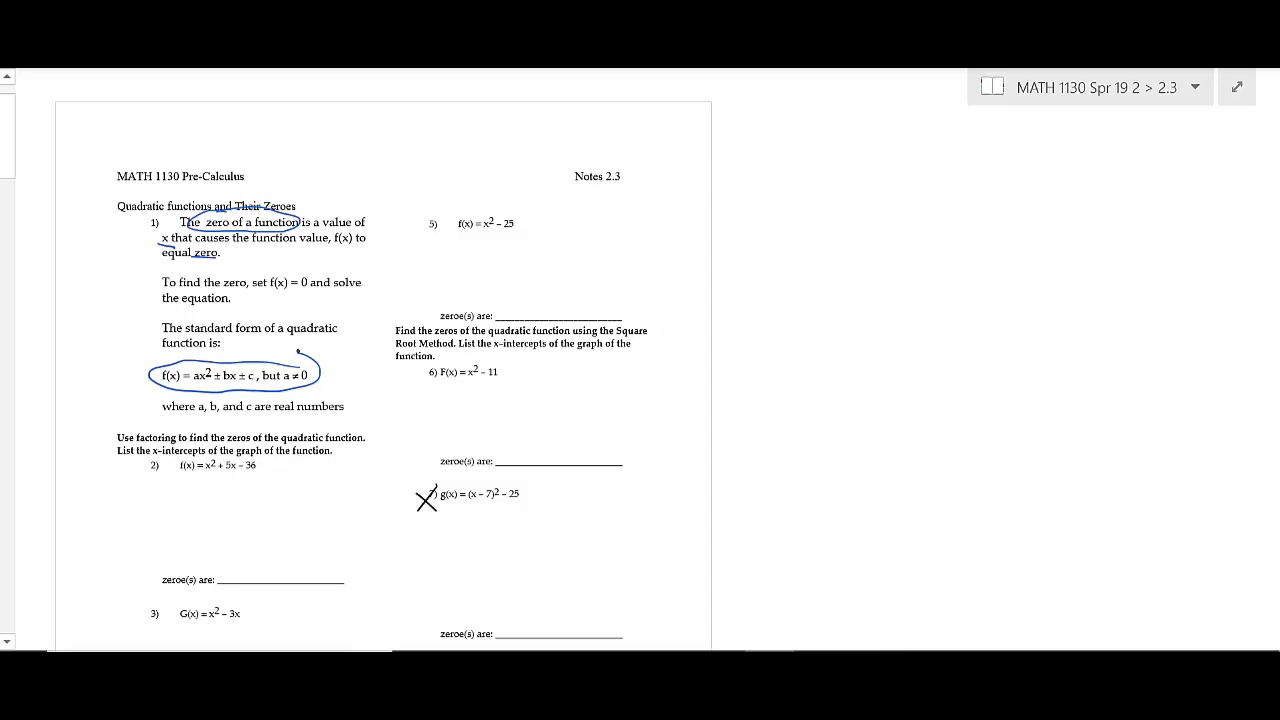 MATH 1130 Spr 19 2 > 2.3
MATH 1130 Pre-Calculus
Notes 2.3
Quadratic functions and Their Zeroes
1) The zero of a function is a value of
x that causes the function value, f(x) to
equal zero.
To find the zero, set f(x) = 0 and solve
the equation.
The standard form of a quadratic
function is:
f(x) = ax² ± bx ± c , but a ≠ 0
where a, b, and c are real numbers
Use factoring to find the zeros of the quadratic function.
List the x-intercepts of the graph of the function.
2) f(x) = x² + 5x – 36
zeroe(s) are: ______________________
3) G(x) = x² – 3x
5) f(x) = x² – 25
zeroe(s) are: ______________________
Find the zeros of the quadratic function using the Square
Root Method. List the x-intercepts of the graph of the
function.
6) F(x) = x² – 11
zeroe(s) are: ______________________
7) g(x) = (x – 7)² – 25
zeroe(s) are: ______________________